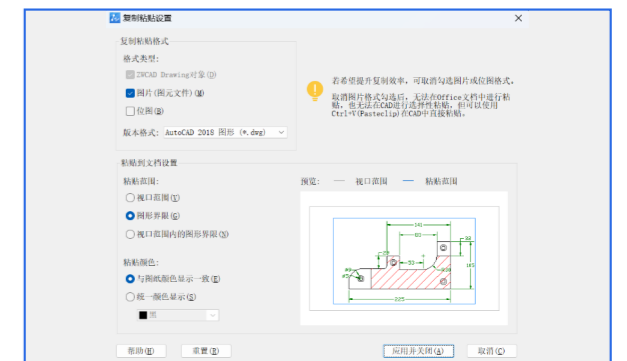 复制粘贴设置
复制粘贴格式
格式类型:
ZWCAD Drawing对象(D)
图片(图元文件)(M)
位图(B)
版本格式: AutoCAD 2018 图形 (*.dwg)
若希望提升复制效率，可取消勾选图片或位图格式，
取消图片格式勾选后，无法在Office文档中进行粘
贴，也无法在CAD进行选择性粘贴，但可以使用
Ctrl+V(Pasteclip)在CAD中直接粘贴。
粘贴到文档设置
粘贴范围:
视口范围(V)
图形界限(G)
视口范围内的图形界限(N)
粘贴颜色:
与图纸颜色显示一致(E)
统一颜色显示(S)
黑
预览: 视口范围 粘贴范围
141
60
38
53
225
帮助(H) 重置(R) 应用并关闭(A) 取消(C)